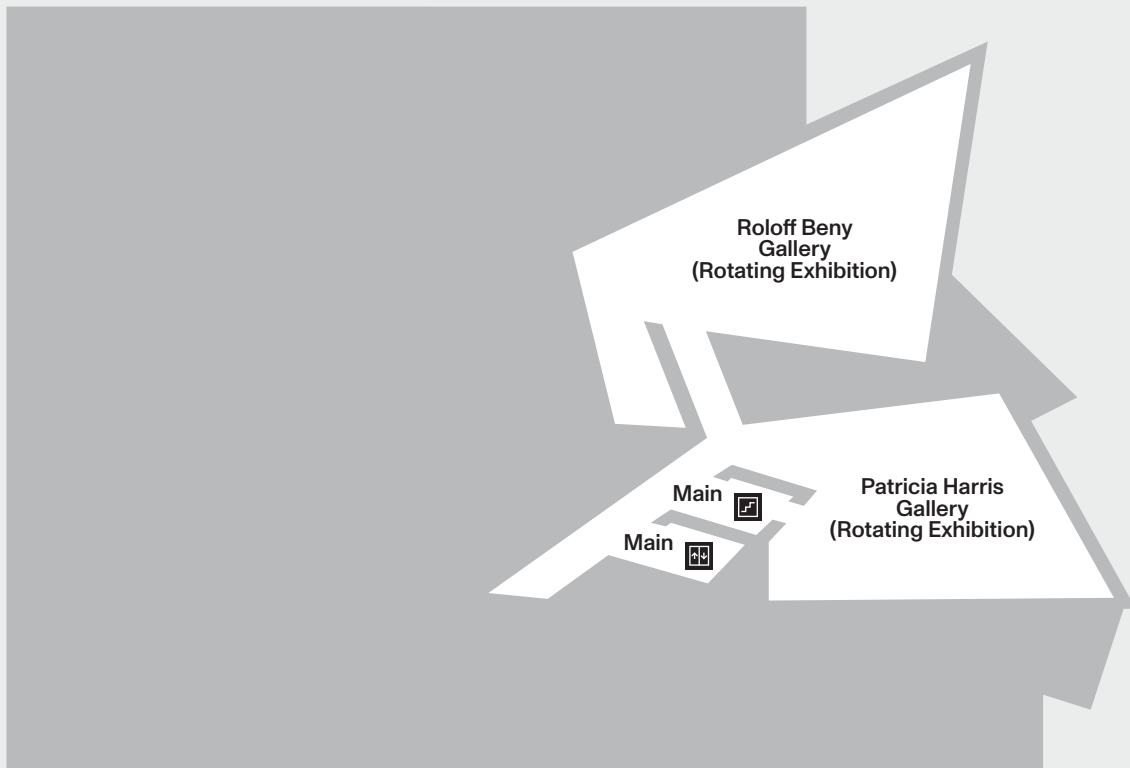 Roloff Beny
Gallery
(Rotating Exhibition)
Patricia Harris
Gallery
(Rotating Exhibition)
Main
Main